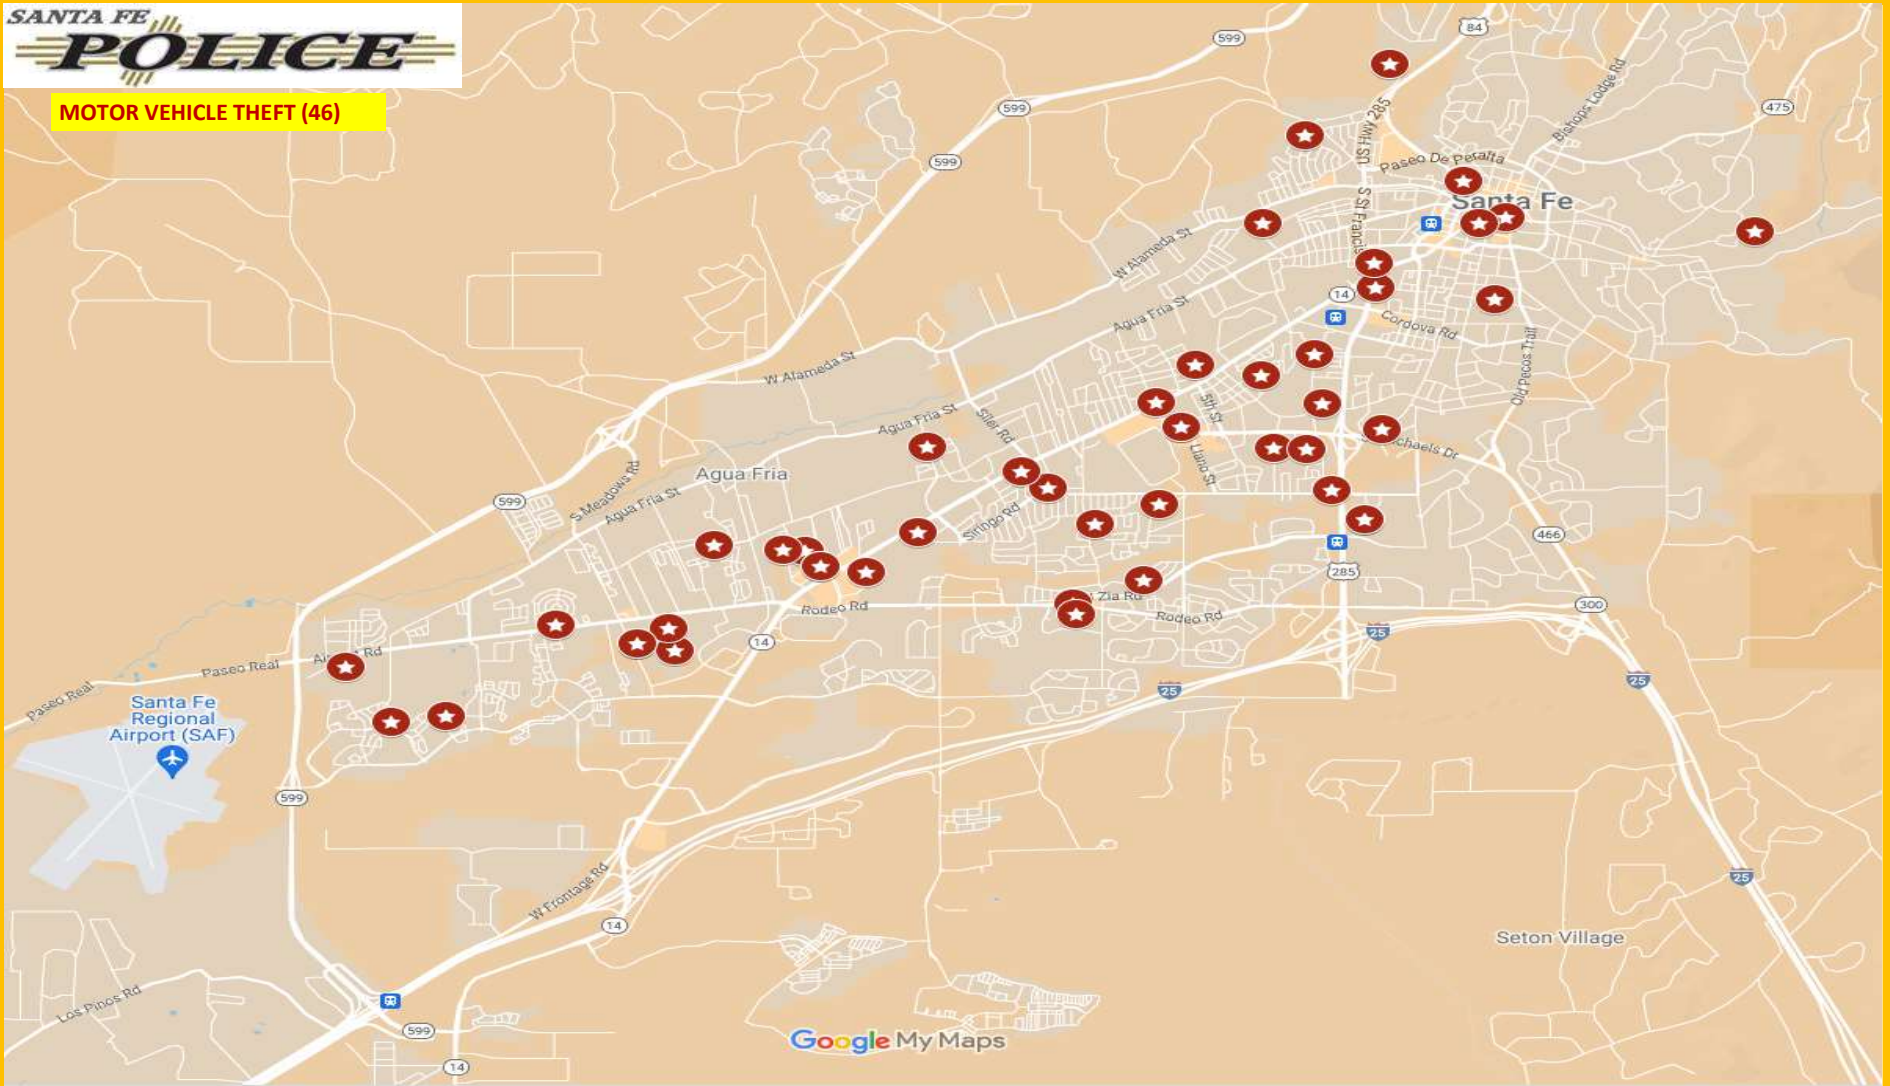 SANTA FE
POLICE
MOTOR VEHICLE THEFT (46)
84
599
475
599
Bishops Lodge Rd
US Hwy 285
599
Paseo De Peralta
Santa Fe
S St Francis
W Alameda St
14
Agua Fria St
Cordova Rd
Old Pecos Trail
W Alameda St
5th St
Agua Fria St
Siler Rd
chaels Dr
Llano St
Agua Fria
S Meadows Rd
599
Agua Fria St
Siringo Rd
466
285
Zia Rd
Rodeo Rd
Rodeo Rd
300
14
25
Rd
Paseo Real
25
25
Paseo Real
Santa Fe
Regional
Airport (SAF)
599
25
W Frontage Rd
14
Seton Village
Los Pinos Rd
599
Google My Maps
14